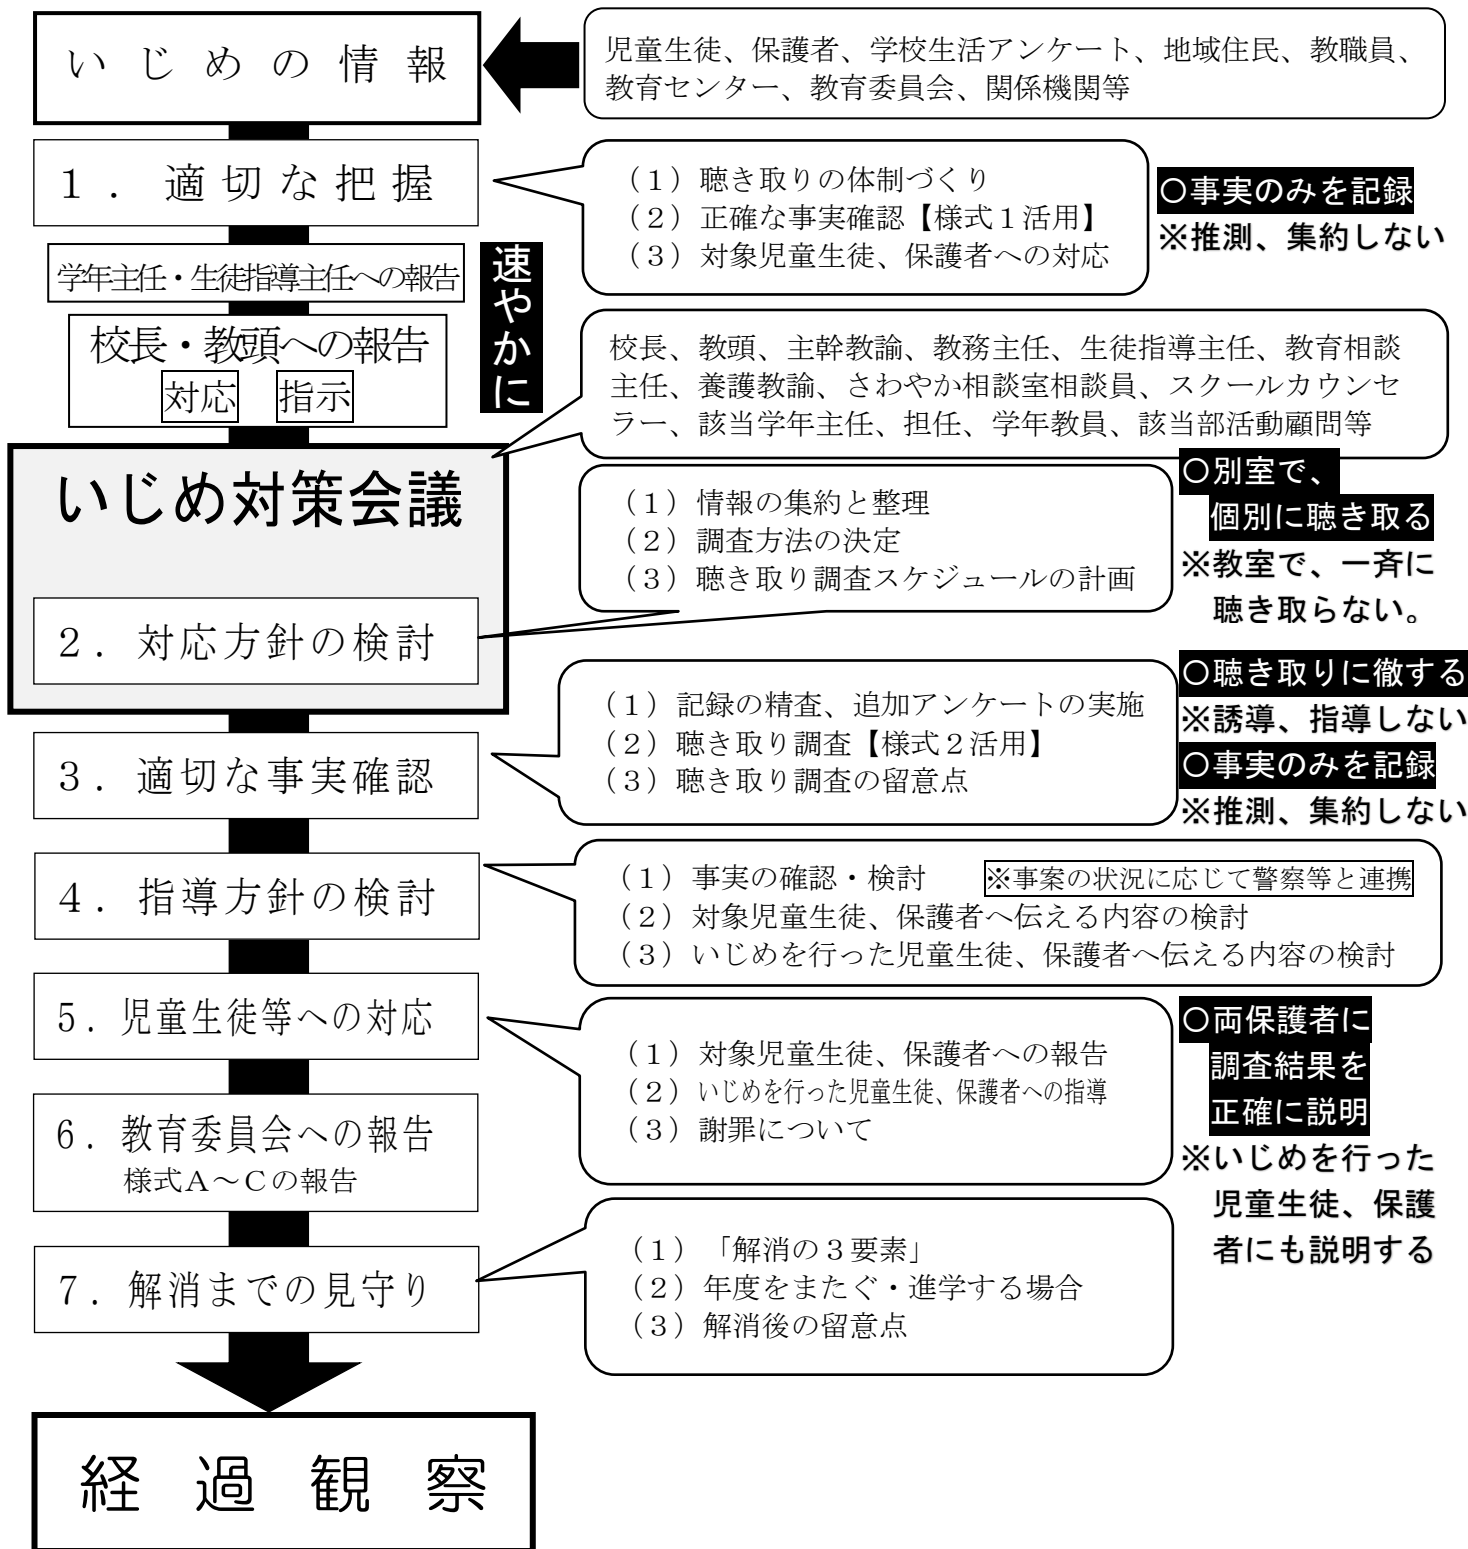 いじめの情報
児童生徒、保護者、学校生活アンケート、地域住民、教職員、
教育センター、教育委員会、関係機関等
１．適切な把握
（１）聴き取りの体制づくり
（２）正確な事実確認【様式１活用】
（３）対象児童生徒、保護者への対応
○事実のみを記録
※推測、集約しない
学年主任・生徒指導主任への報告
校長・教頭への報告
対応 指示
速やかに
校長、教頭、主幹教諭、教務主任、生徒指導主任、教育相談
主任、養護教諭、さわやか相談室相談員、スクールカウンセ
ラー、該当学年主任、担任、学年教員、該当部活動顧問等
いじめ対策会議
２．対応方針の検討
（１）情報の集約と整理
（２）調査方法の決定
（３）聴き取り調査スケジュールの計画
○別室で、
個別に聴き取る
※教室で、一斉に
聴き取らない。
３．適切な事実確認
（１）記録の精査、追加アンケートの実施
（２）聴き取り調査【様式２活用】
（３）聴き取り調査の留意点
○聴き取りに徹する
※誘導、指導しない
○事実のみを記録
※推測、集約しない
４．指導方針の検討
（１）事実の確認・検討 ※事案の状況に応じて警察等と連携
（２）対象児童生徒、保護者へ伝える内容の検討
（３）いじめを行った児童生徒、保護者へ伝える内容の検討
５．児童生徒等への対応
（１）対象児童生徒、保護者への報告
（２）いじめを行った児童生徒、保護者への指導
（３）謝罪について
○両保護者に
調査結果を
正確に説明
※いじめを行った
児童生徒、保護
者にも説明する
６．教育委員会への報告
様式Ａ～Ｃの報告
７．解消までの見守り
（１）「解消の３要素」
（２）年度をまたぐ・進学する場合
（３）解消後の留意点
経過観察